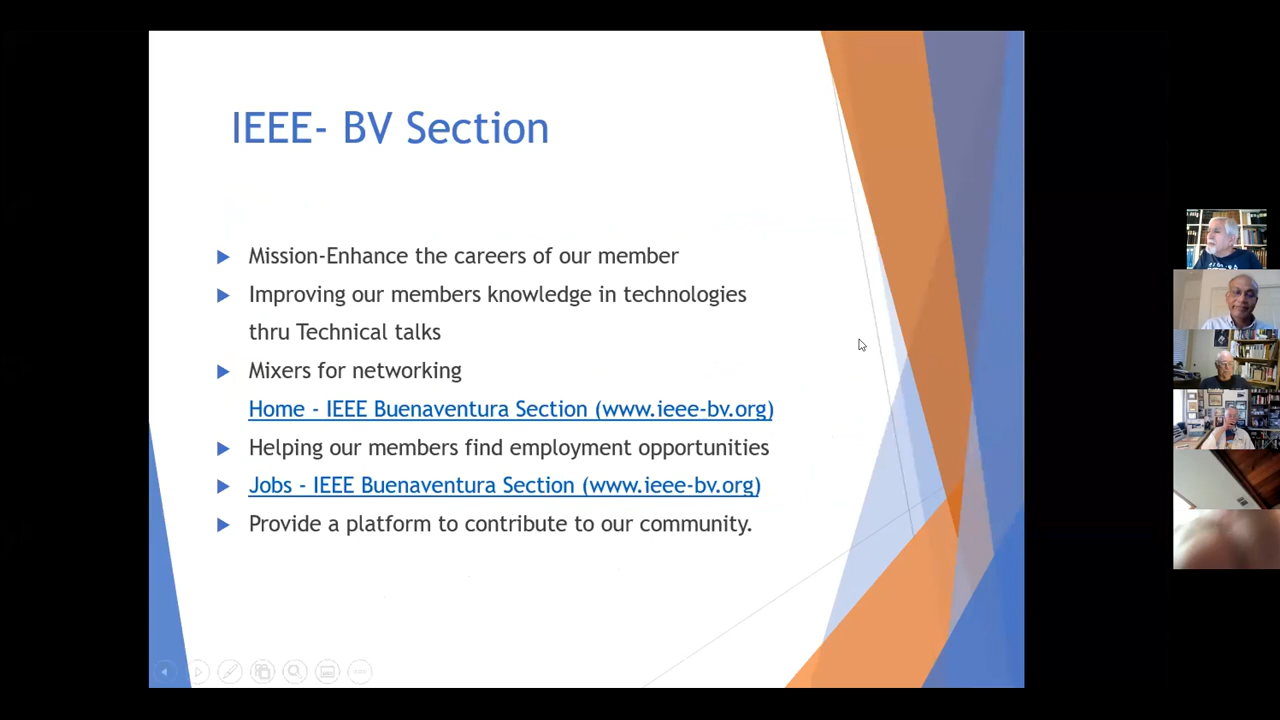 IEEE- BV Section
Mission-Enhance the careers of our member
Improving our members knowledge in technologies
thru Technical talks
Mixers for networking
Home - IEEE Buenaventura Section (www.ieee-bv.org)
Helping our members find employment opportunities
Jobs - IEEE Buenaventura Section (www.ieee-bv.org)
Provide a platform to contribute to our community.